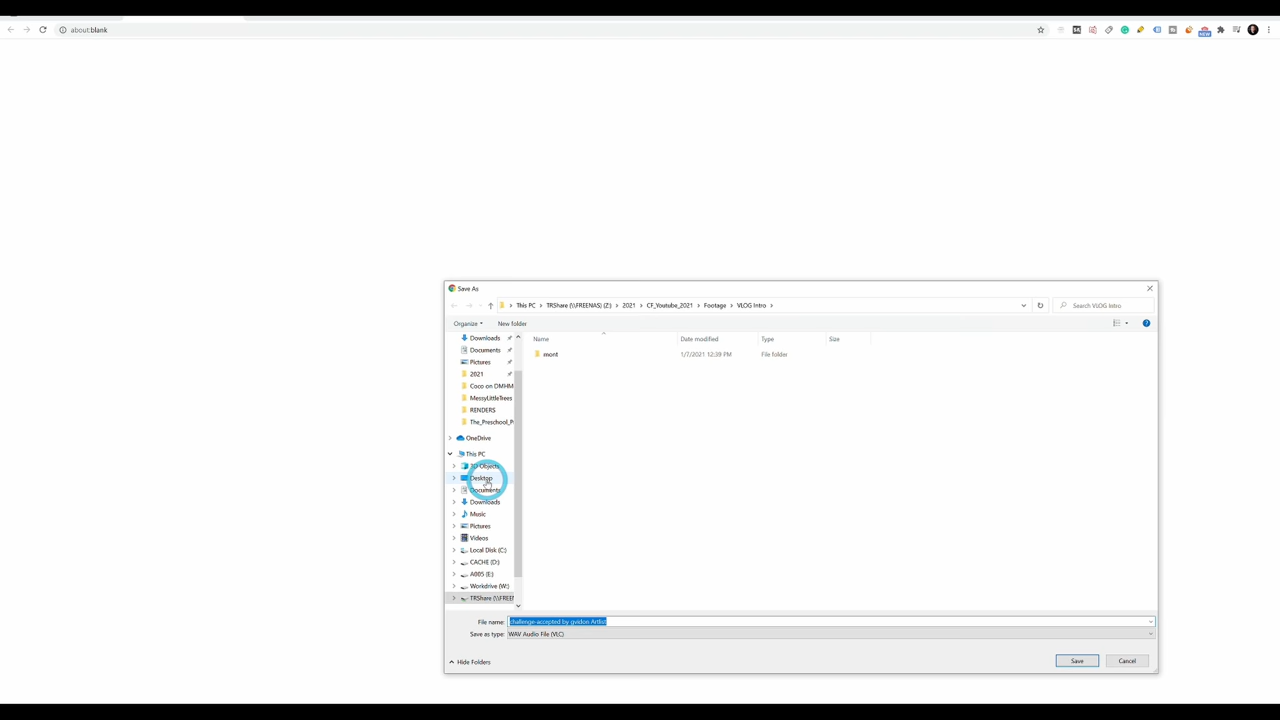 about:blank
NEW
Save As
This PC > TRShare (\\FREENAS) (Z:) > 2021 > CF_Youtube_2021 > Footage > VLOG Intro >
Search VLOG Intro
Organize
New folder
Name
Date modified
Type
Size
mont
1/7/2021 12:39 PM
File folder
Downloads
Documents
Pictures
2021
Coco on DMHM
MessyLittleTrees
RENDERS
The_Preschool_P
OneDrive
This PC
3D Objects
Desktop
Documents
Downloads
Music
Pictures
Videos
Local Disk (C:)
CACHE (D:)
A005 (E:)
Workdrive (W:)
TRShare (\\FREE
File name: challenge-accepted by gvidon Artlist
Save as type: WAV Audio File (VLC)
Hide Folders
Save
Cancel